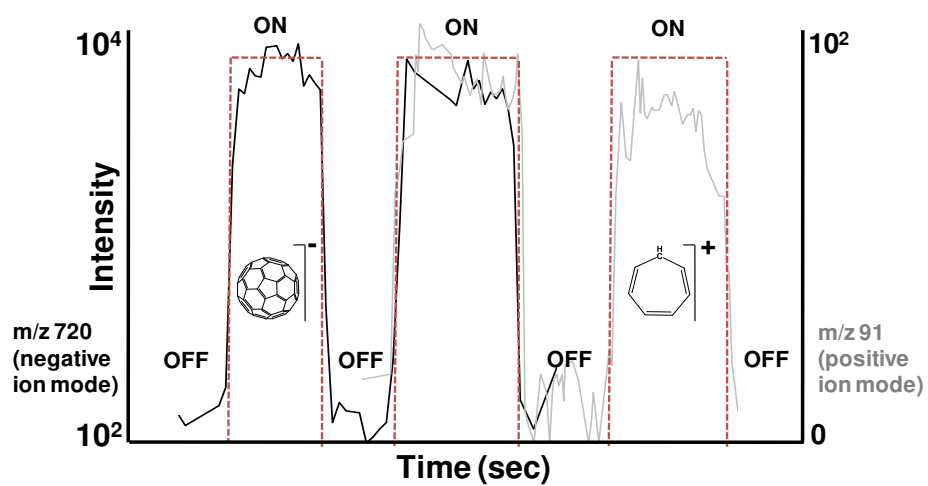 ON
ON
ON
10⁴
10²
Intensity
-
+
H
C
m/z 720
(negative
ion mode)
OFF
OFF
OFF
OFF
m/z 91
(positive
ion mode)
10²
0
Time (sec)